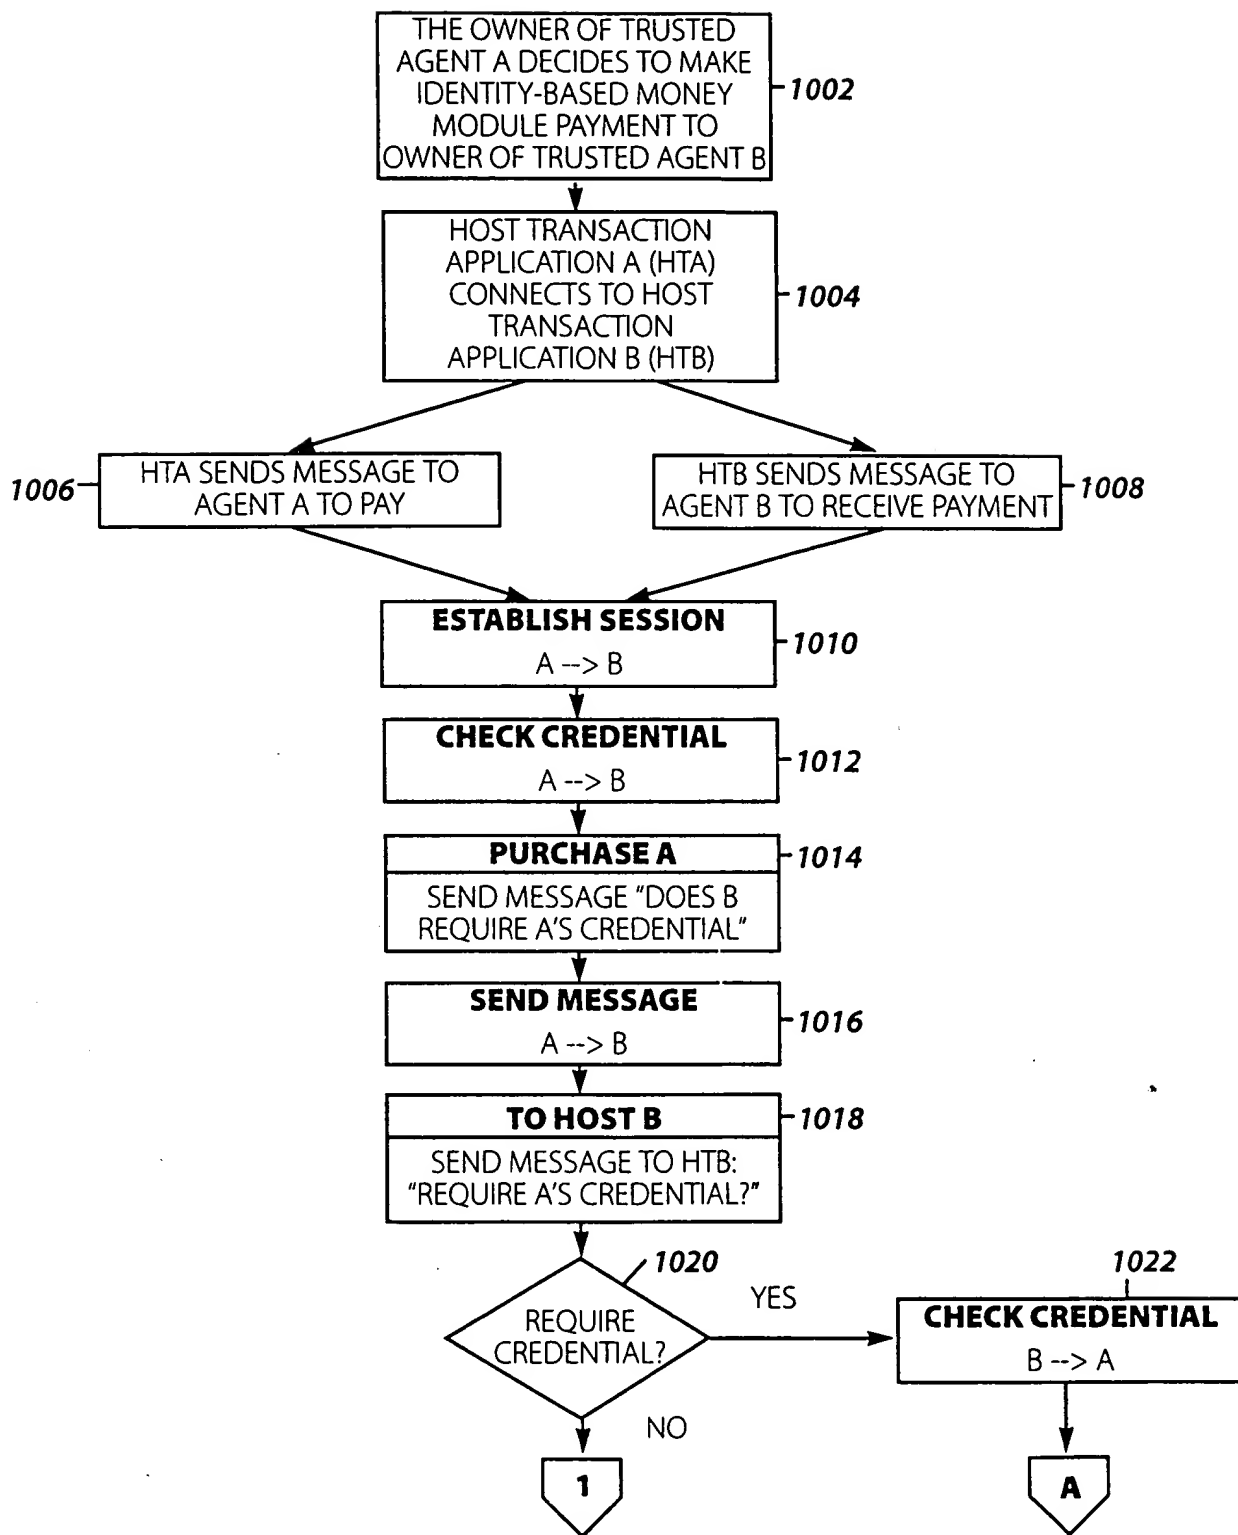 THE OWNER OF TRUSTED
AGENT A DECIDES TO MAKE
IDENTITY-BASED MONEY
MODULE PAYMENT TO
OWNER OF TRUSTED AGENT B
1002
HOST TRANSACTION
APPLICATION A (HTA)
CONNECTS TO HOST
TRANSACTION
APPLICATION B (HTB)
1004
1006
HTA SENDS MESSAGE TO
AGENT A TO PAY
HTB SENDS MESSAGE TO
AGENT B TO RECEIVE PAYMENT
1008
ESTABLISH SESSION
A --> B
1010
CHECK CREDENTIAL
A --> B
1012
PURCHASE A
1014
SEND MESSAGE "DOES B
REQUIRE A'S CREDENTIAL"
SEND MESSAGE
A --> B
1016
TO HOST B
1018
SEND MESSAGE TO HTB:
"REQUIRE A'S CREDENTIAL?"
1020
REQUIRE
CREDENTIAL?
YES
1022
CHECK CREDENTIAL
B --> A
NO
1
A